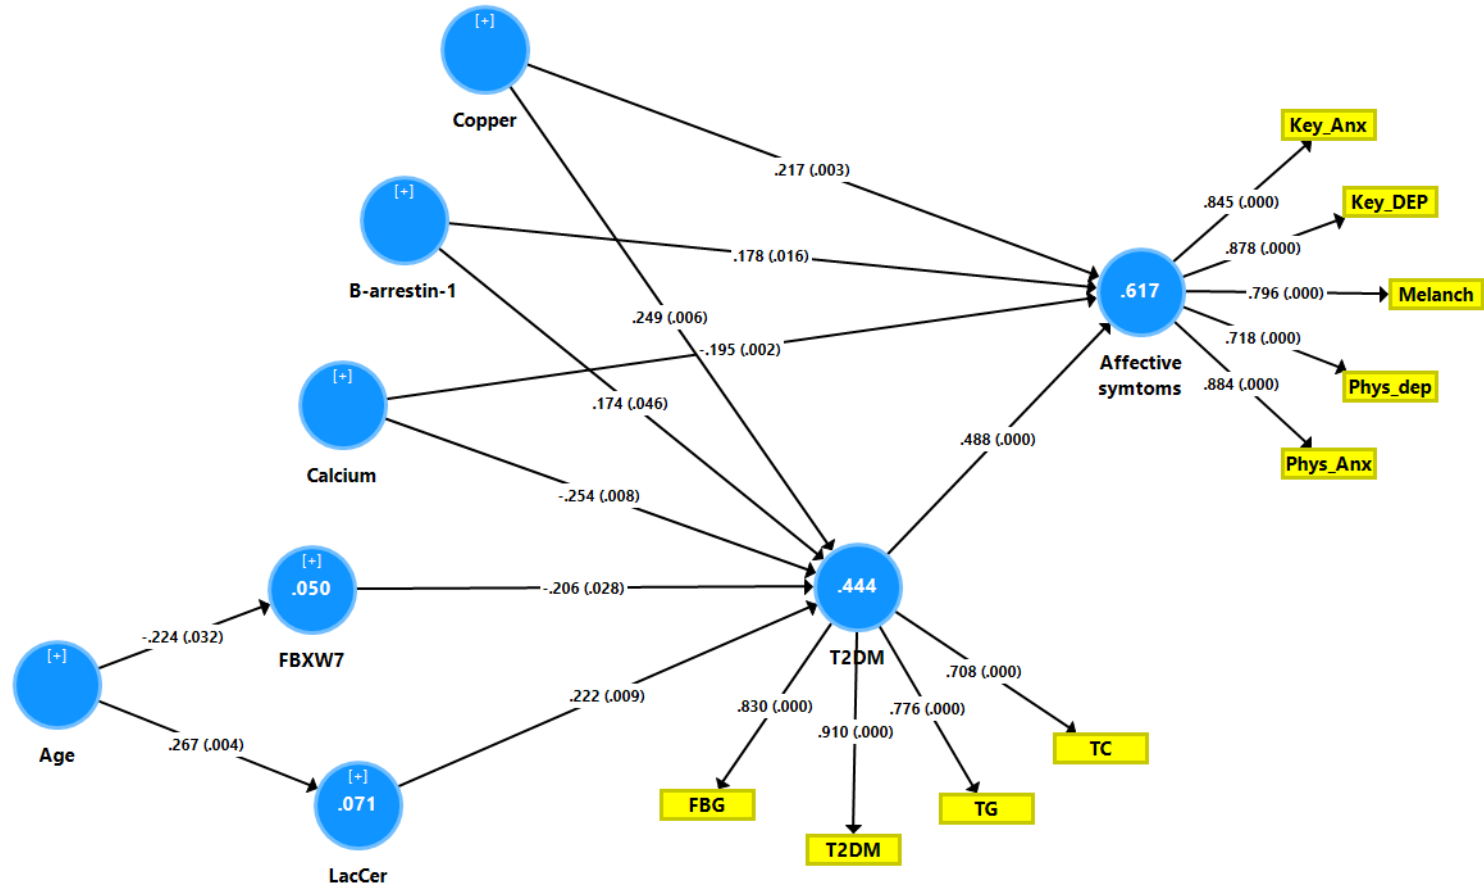 [+]
Copper
Key_Anx
.217 (.003)
[+]
.845 (.000)
Key_DEP
.878 (.000)
.178 (.016)
B-arrestin-1
.617
.796 (.000)
Melanch
.249 (.006)
.718 (.000)
-.195 (.002)
Affective
symtoms
[+]
.884 (.000)
Phys_dep
.174 (.046)
.488 (.000)
Phys_Anx
Calcium
-.254 (.008)
[+]
.050
-.206 (.028)
.444
-.224 (.032)
FBXW7
T2DM
[+]
.708 (.000)
.222 (.009)
.830 (.000)
.776 (.000)
.910 (.000)
Age
.267 (.004)
TC
[+]
.071
FBG
TG
T2DM
LacCer